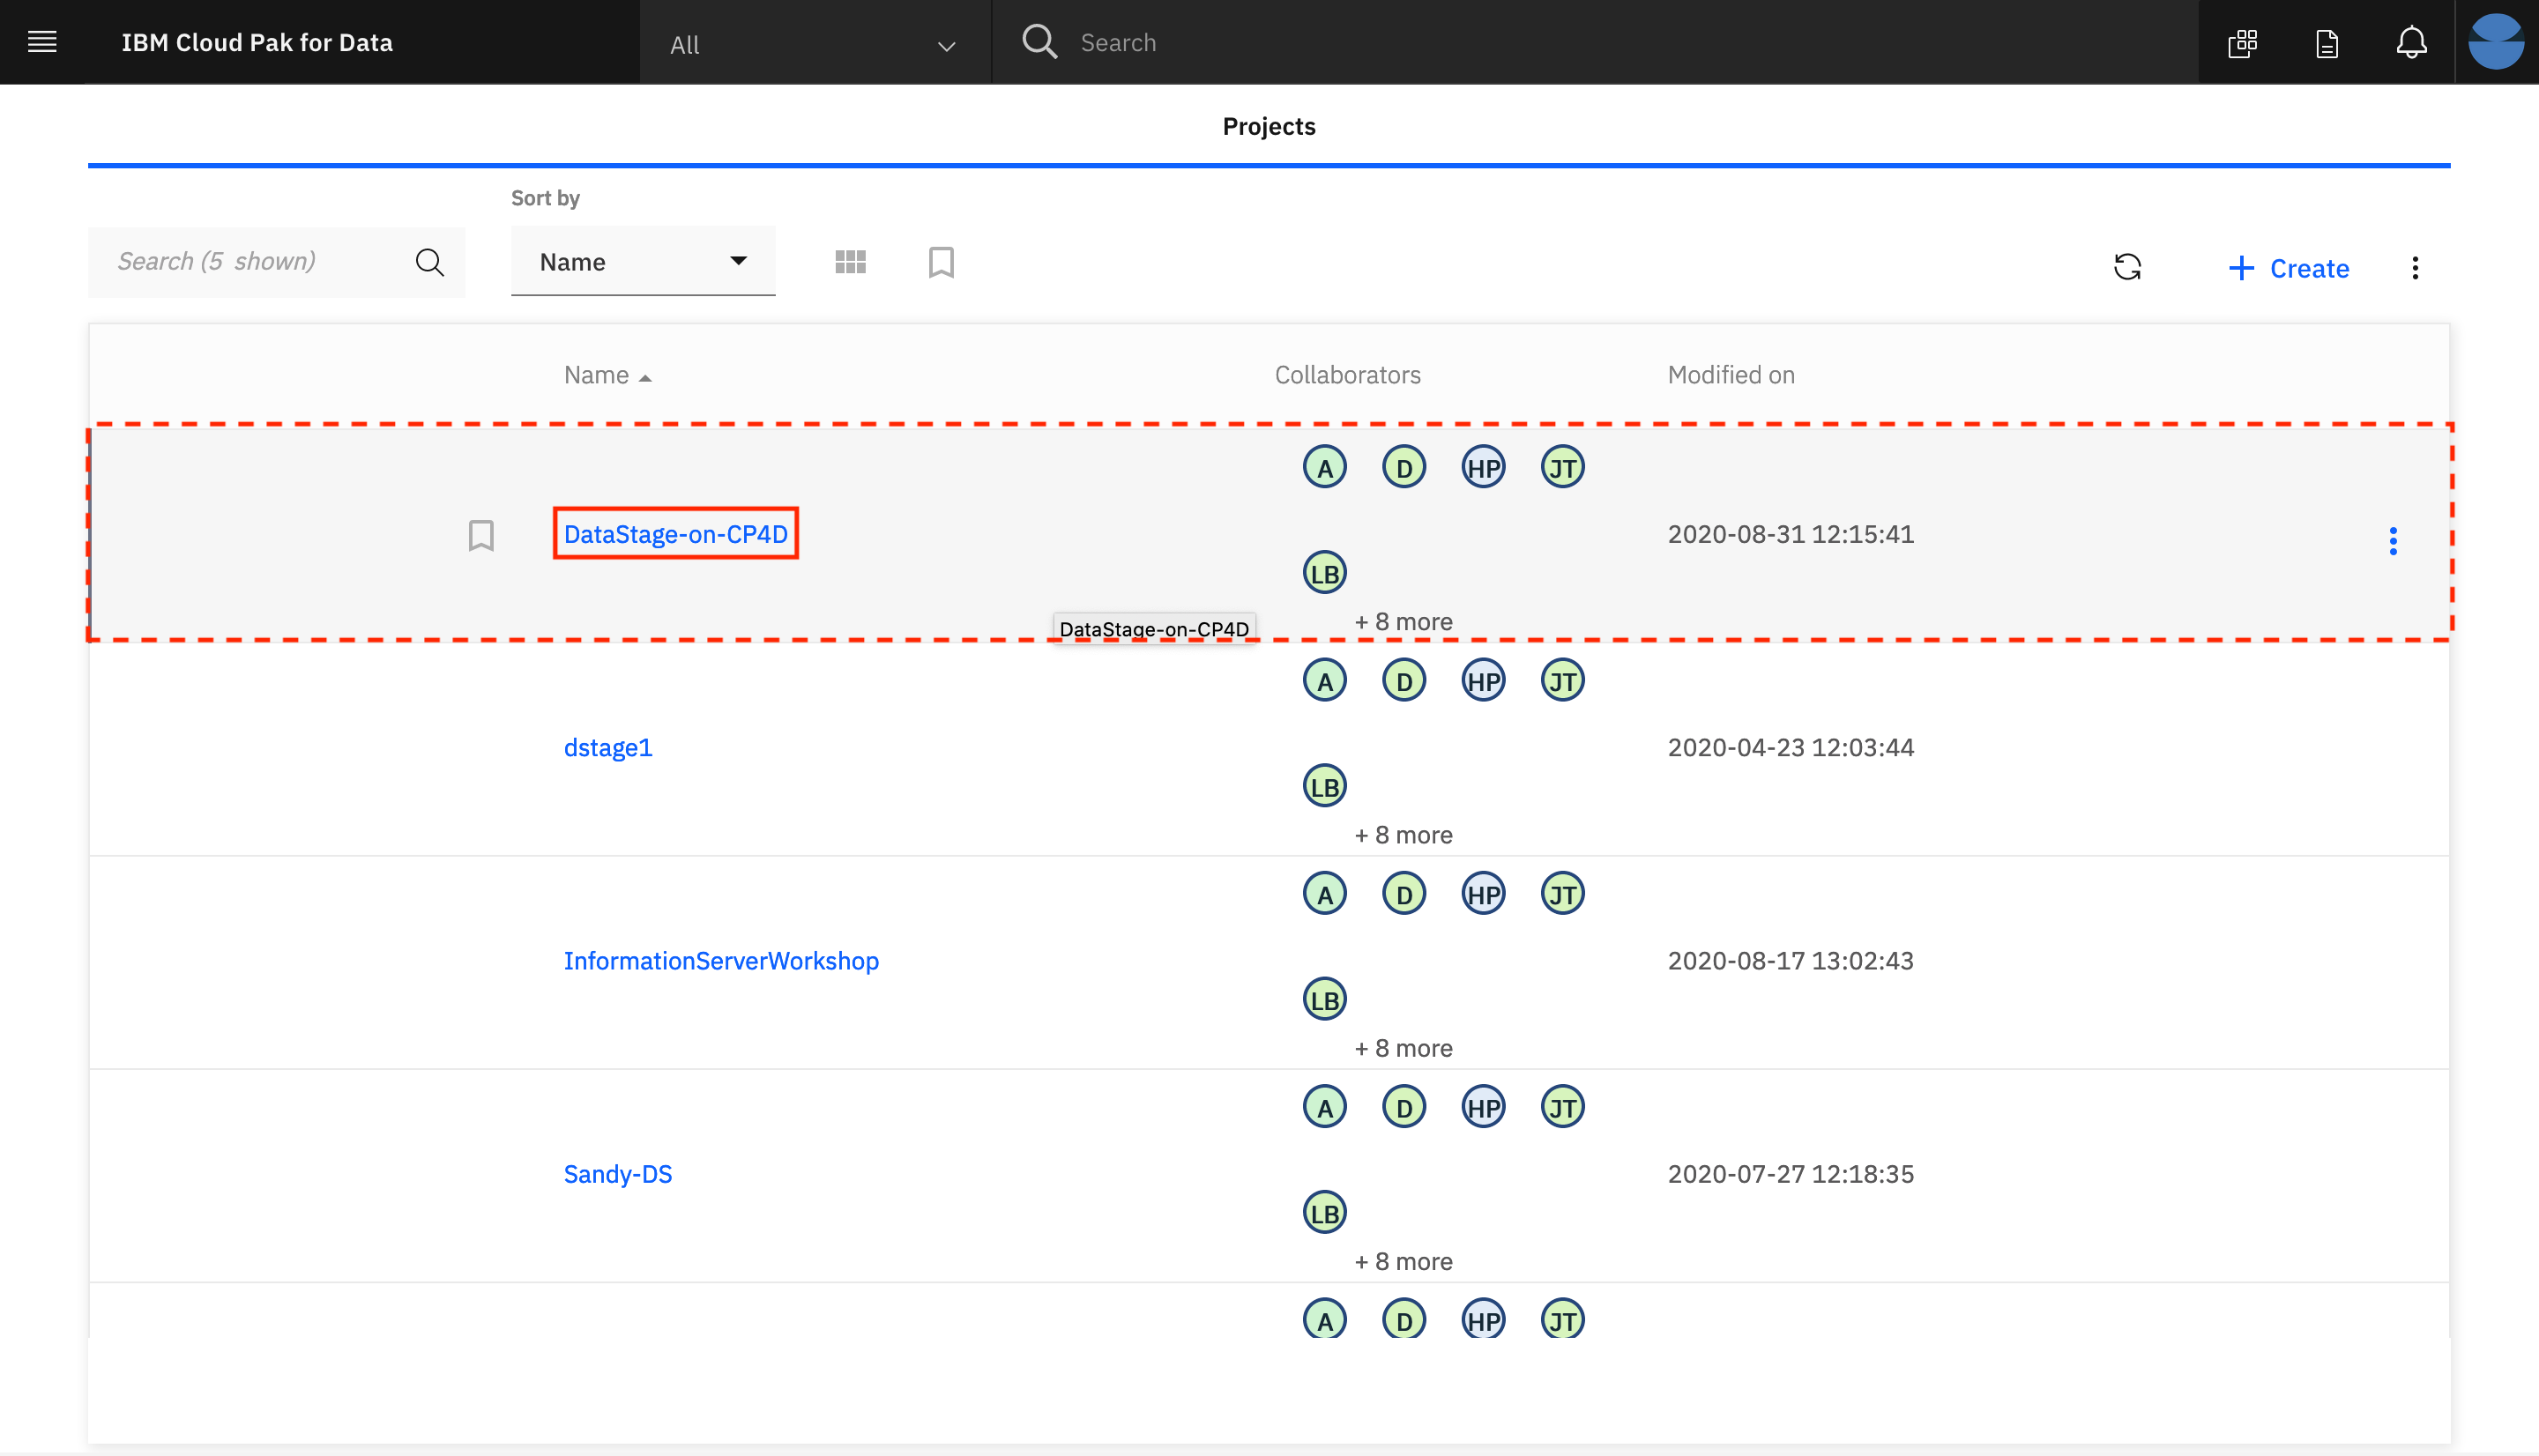 IBM Cloud Pak for Data
All
Search
Projects
Sort by
Search (5 shown)
Name
Create
Name
Collaborators
Modified on
A D HP JT
DataStage-on-CP4D
2020-08-31 12:15:41
LB
+ 8 more
DataStage-on-CP4D
A D HP JT
dstage1
2020-04-23 12:03:44
LB
+ 8 more
A D HP JT
InformationServerWorkshop
2020-08-17 13:02:43
LB
+ 8 more
A D HP JT
Sandy-DS
2020-07-27 12:18:35
LB
+ 8 more
A D HP JT